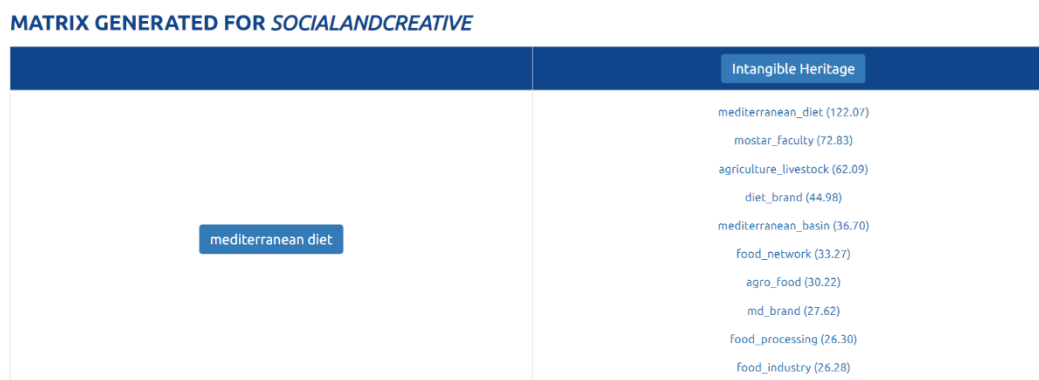 MATRIX GENERATED FOR SOCIALANDCREATIVE
Intangible Heritage
mediterranean diet
mediterranean_diet (122.07)
mostar_faculty (72.83)
agriculture_livestock (62.09)
diet_brand (44.98)
mediterranean_basin (36.70)
food_network (33.27)
agro_food (30.22)
md_brand (27.62)
food_processing (26.30)
food_industry (26.28)